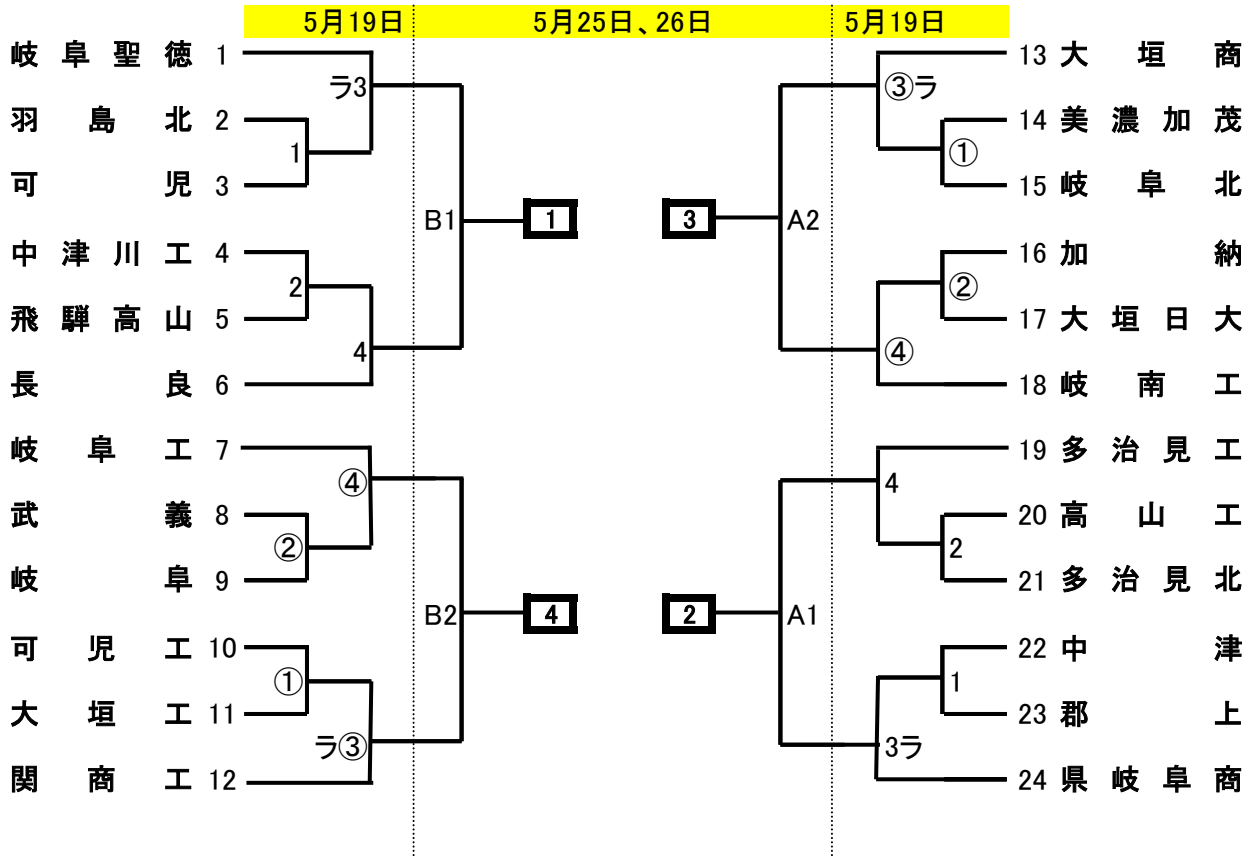 5月19日 5月25日、26日 5月19日
岐阜聖徳 1 13 大垣商
ラ3 ③ラ
羽島北 2 14 美濃加茂
1 ①
可児 3 15 岐阜北
B1 1 3 A2
中津川工 4 16 加納
2 ②
飛騨高山 5 17 大垣日大
4 ④
長良 6 18 岐南工
岐阜工 7 19 多治見工
④ 4
武義 8 20 高山工
② 2
岐阜 9 21 多治見北
B2 4 2 A1
可児工 10 22 中津
① 1
大垣工 11 23 郡上
ラ③ 3ラ
関商工 12 24 県岐阜商